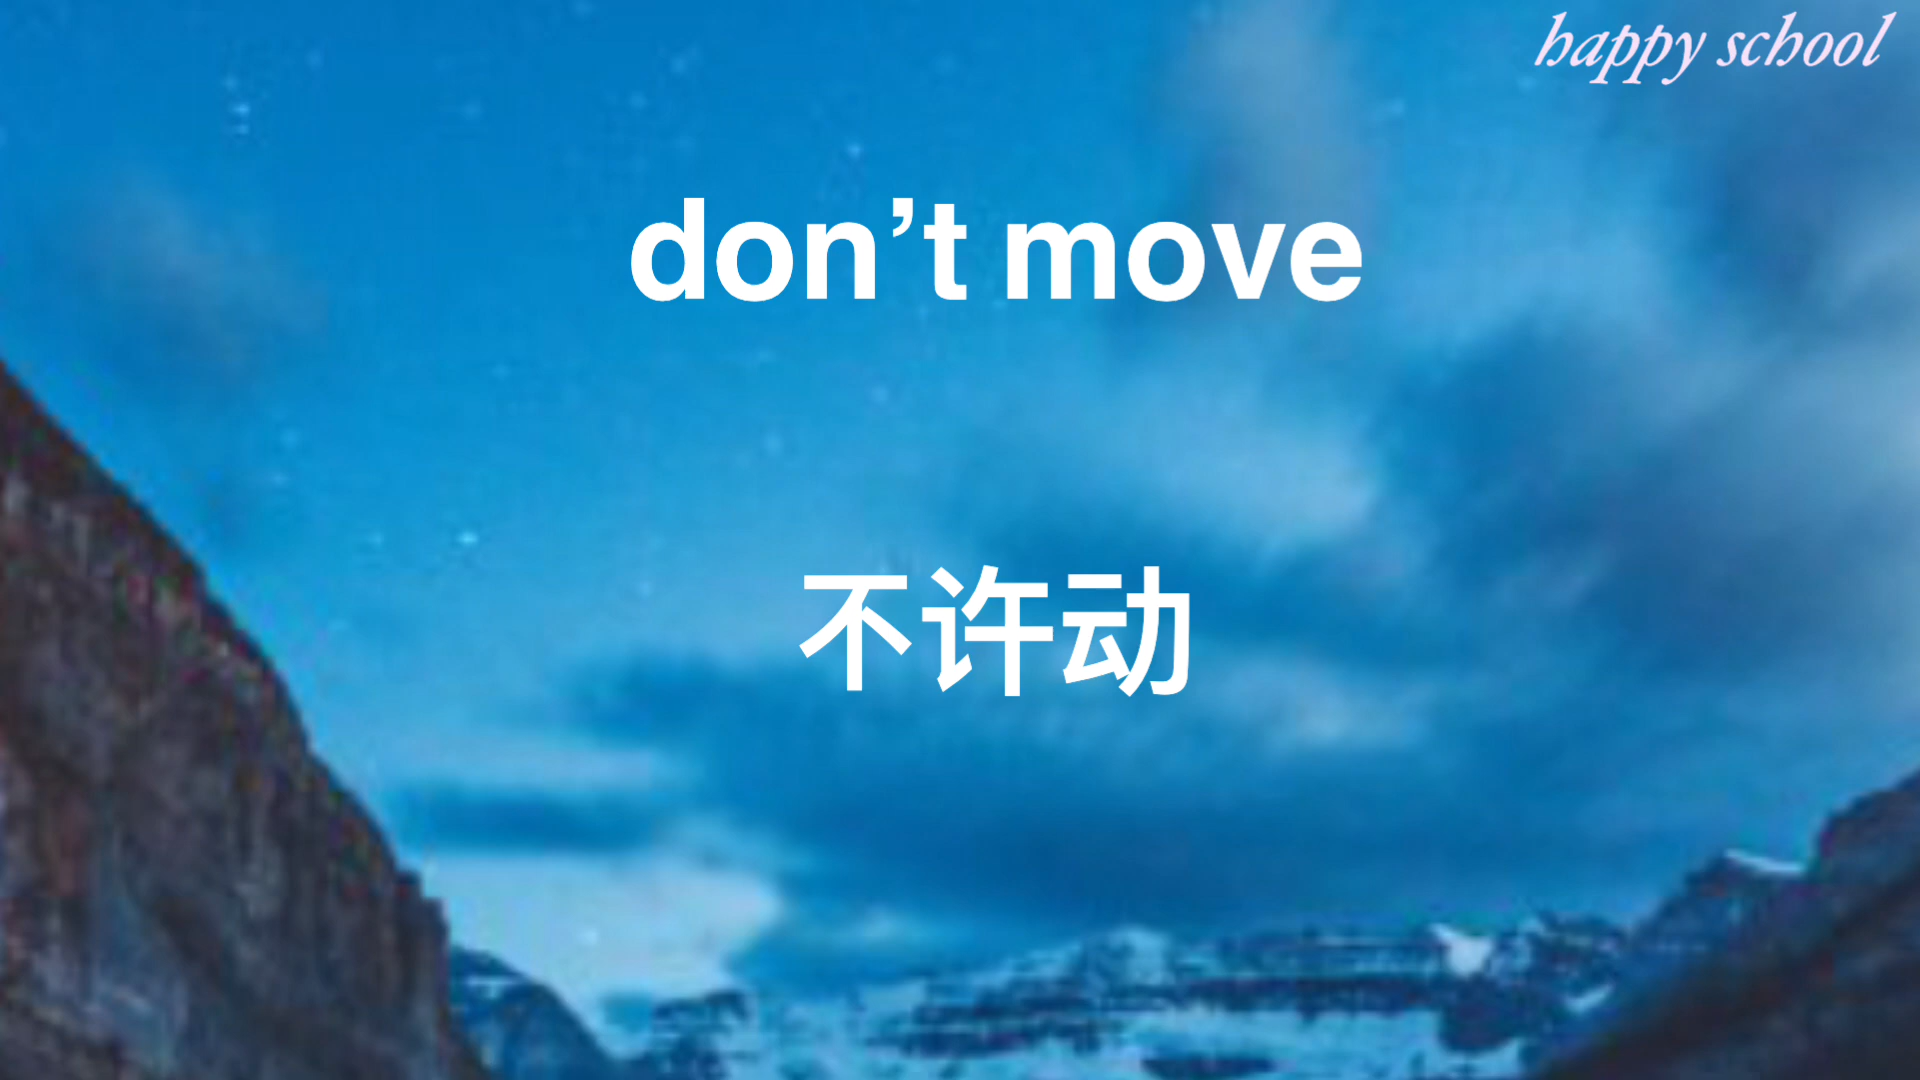 happy school
don’t move
不许动